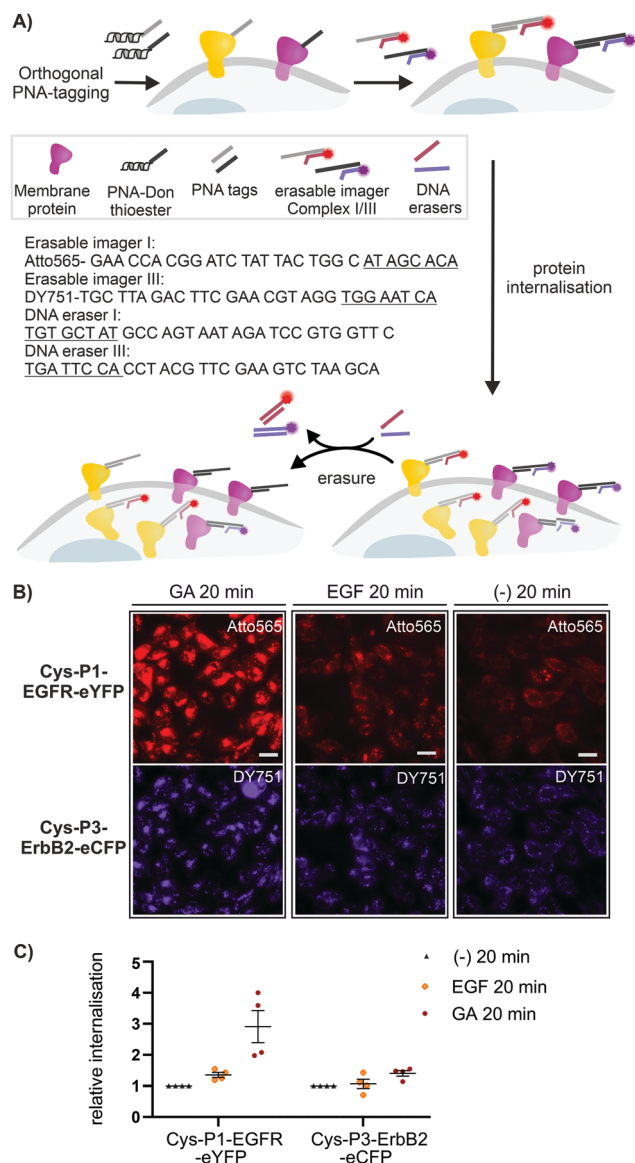 A)
Orthogonal
PNA-tagging
Membrane
protein
PNA-Don
thioester
PNA tags
erasable imager
Complex I/III
DNA
erasers
Erasable imager I:
Atto565- GAA CCA CGG ATC TAT TAC TGG C AT AGC ACA
Erasable imager III:
DY751-TGC TTA GAC TTC GAA CGT AGG TGG AAT CA
DNA eraser I:
TGT GCT AT GCC AGT AAT AGA TCC GTG GTT C
DNA eraser III:
TGA TTC CA CCT ACG TTC GAA GTC TAA GCA
protein
internalisation
erasure
B)
GA 20 min
EGF 20 min
(-) 20 min
Cys-P1-
EGFR-eYFP
Atto565
Atto565
Atto565
Cys-P3-
ErbB2-eCFP
DY751
DY751
DY751
C)
relative internalisation
5
4
3
2
1
0
Cys-P1-EGFR
-eYFP
Cys-P3-ErbB2
-eCFP
(-) 20 min
EGF 20 min
GA 20 min